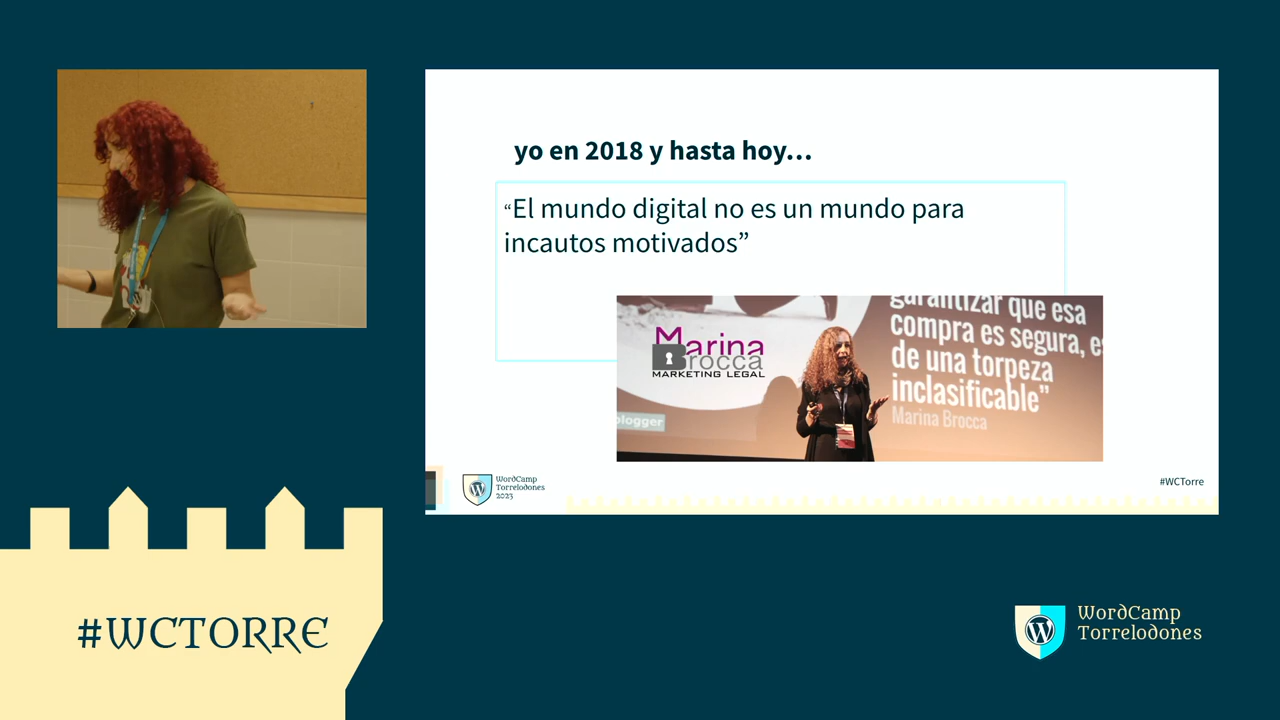 yo en 2018 y hasta hoy...
“El mundo digital no es un mundo para
incautos motivados”
Marina
Brocca
MARKETING LEGAL
blogger
garantizar que esa
compra es segura, es
de una torpeza
inclasificable”
Marina Brocca
WordCamp
Torrelodones
2023
#WCTorre
#WCTORRE
WordCamp
Torrelodones